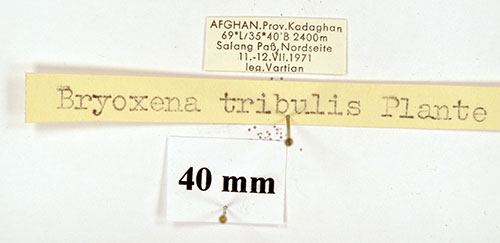 AFGHAN.Prov.Kadaghan
69°L/35°40'B 2400m
Salang Paß, Nordseite
11.-12.VII.1971
leg.Vartian
Bryoxena tribulis Plante
40 mm